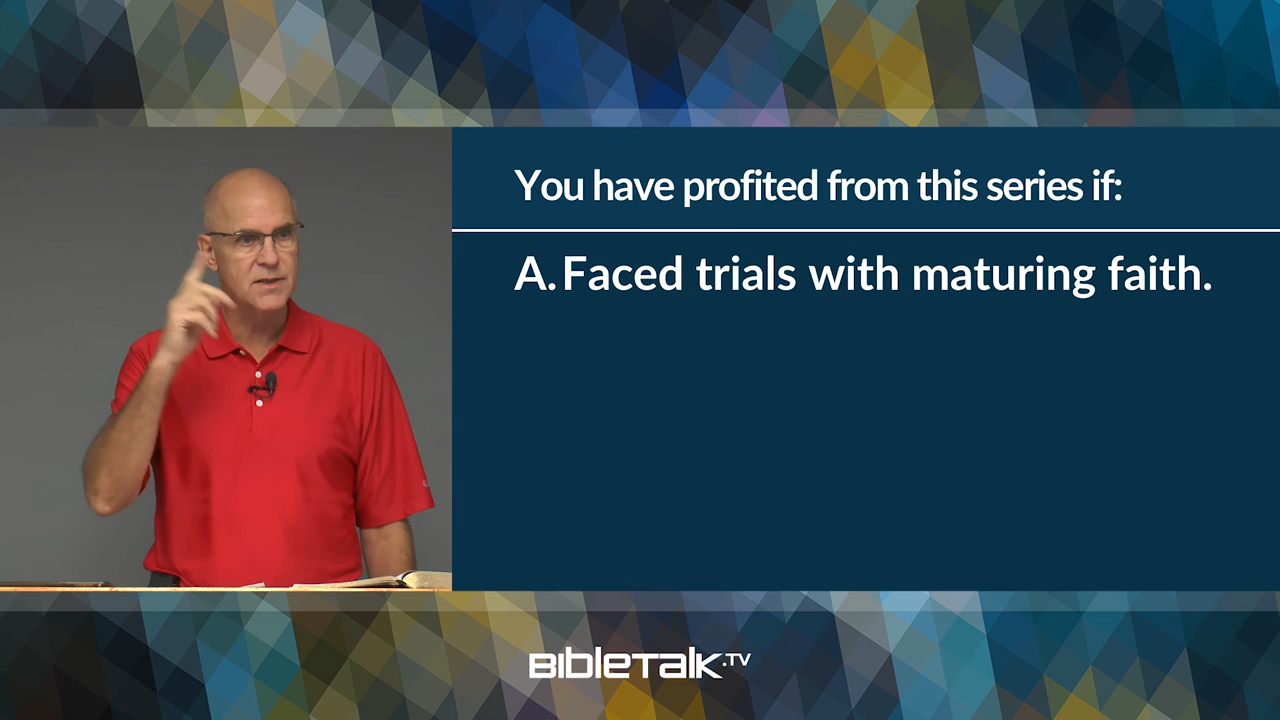 You have profited from this series if:
A. Faced trials with maturing faith.
BIBLETALK.TV